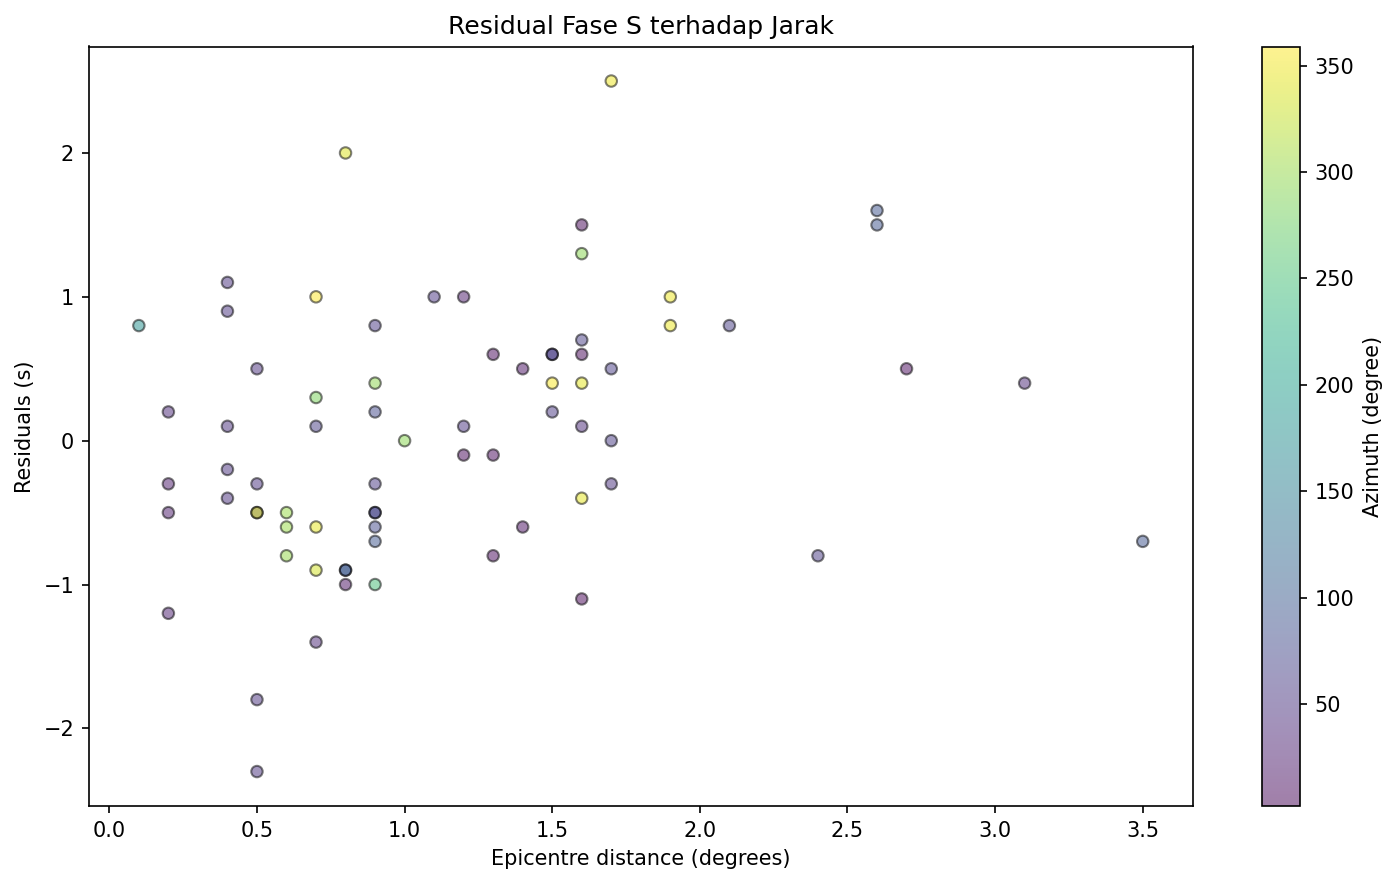 Residual Fase S terhadap Jarak
Residuals (s)
2
1
0
−1
−2
0.0 0.5 1.0 1.5 2.0 2.5 3.0 3.5
Epicentre distance (degrees)
350
300
250
200
150
100
50
Azimuth (degree)